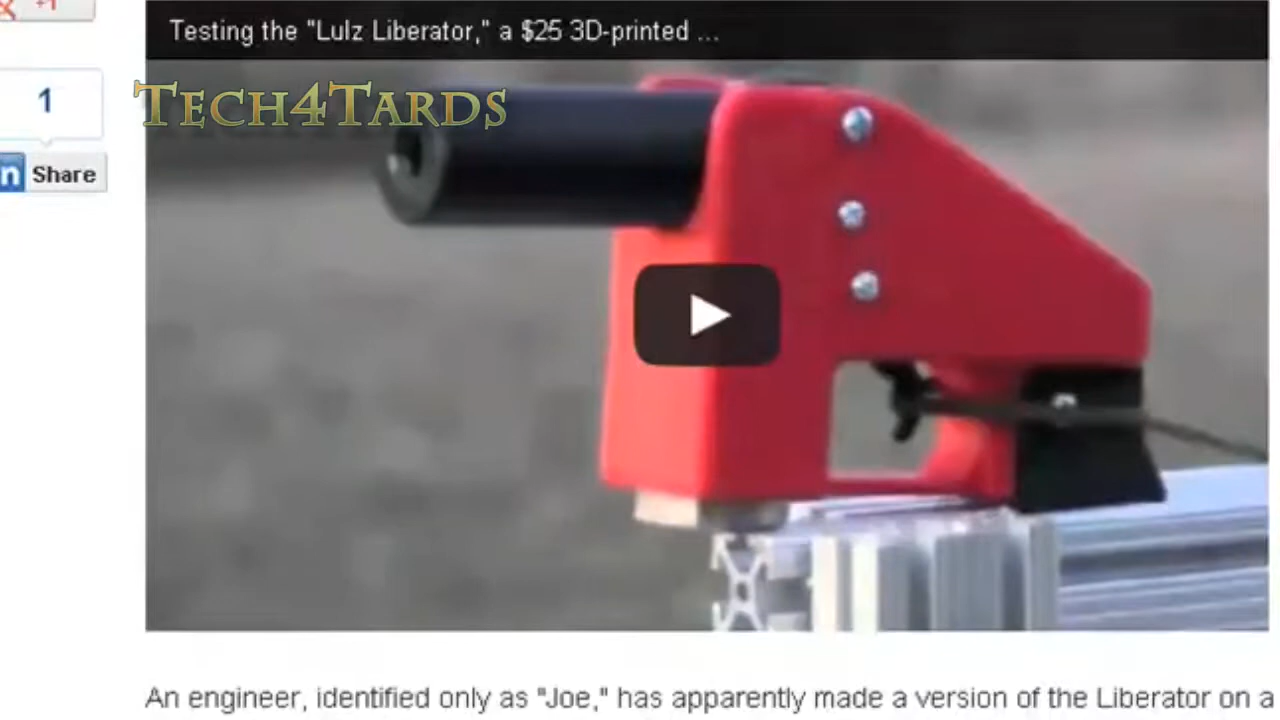 +1
Testing the "Lulz Liberator," a $25 3D-printed ...
Tech4Tards
1
in Share
An engineer, identified only as "Joe," has apparently made a version of the Liberator on a